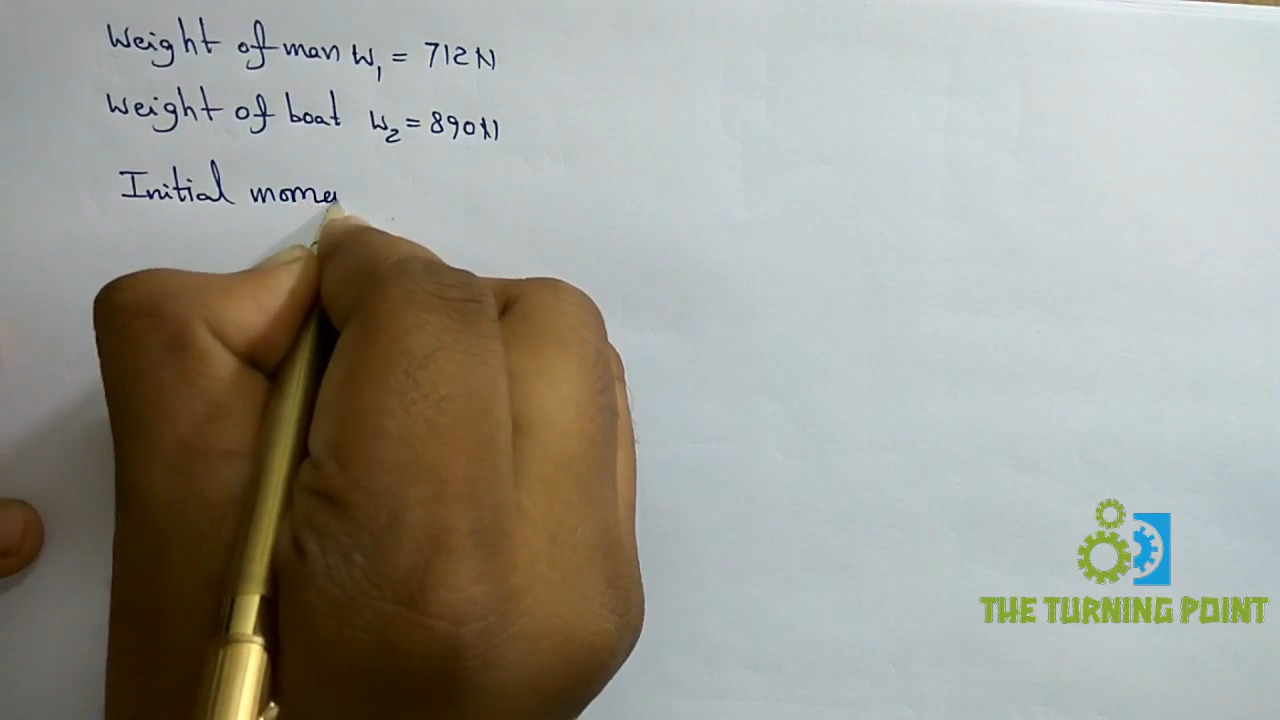 Weight of man W₁ = 712N
Weight of boat W₂ = 890N
Initial mome
THE TURNING POINT